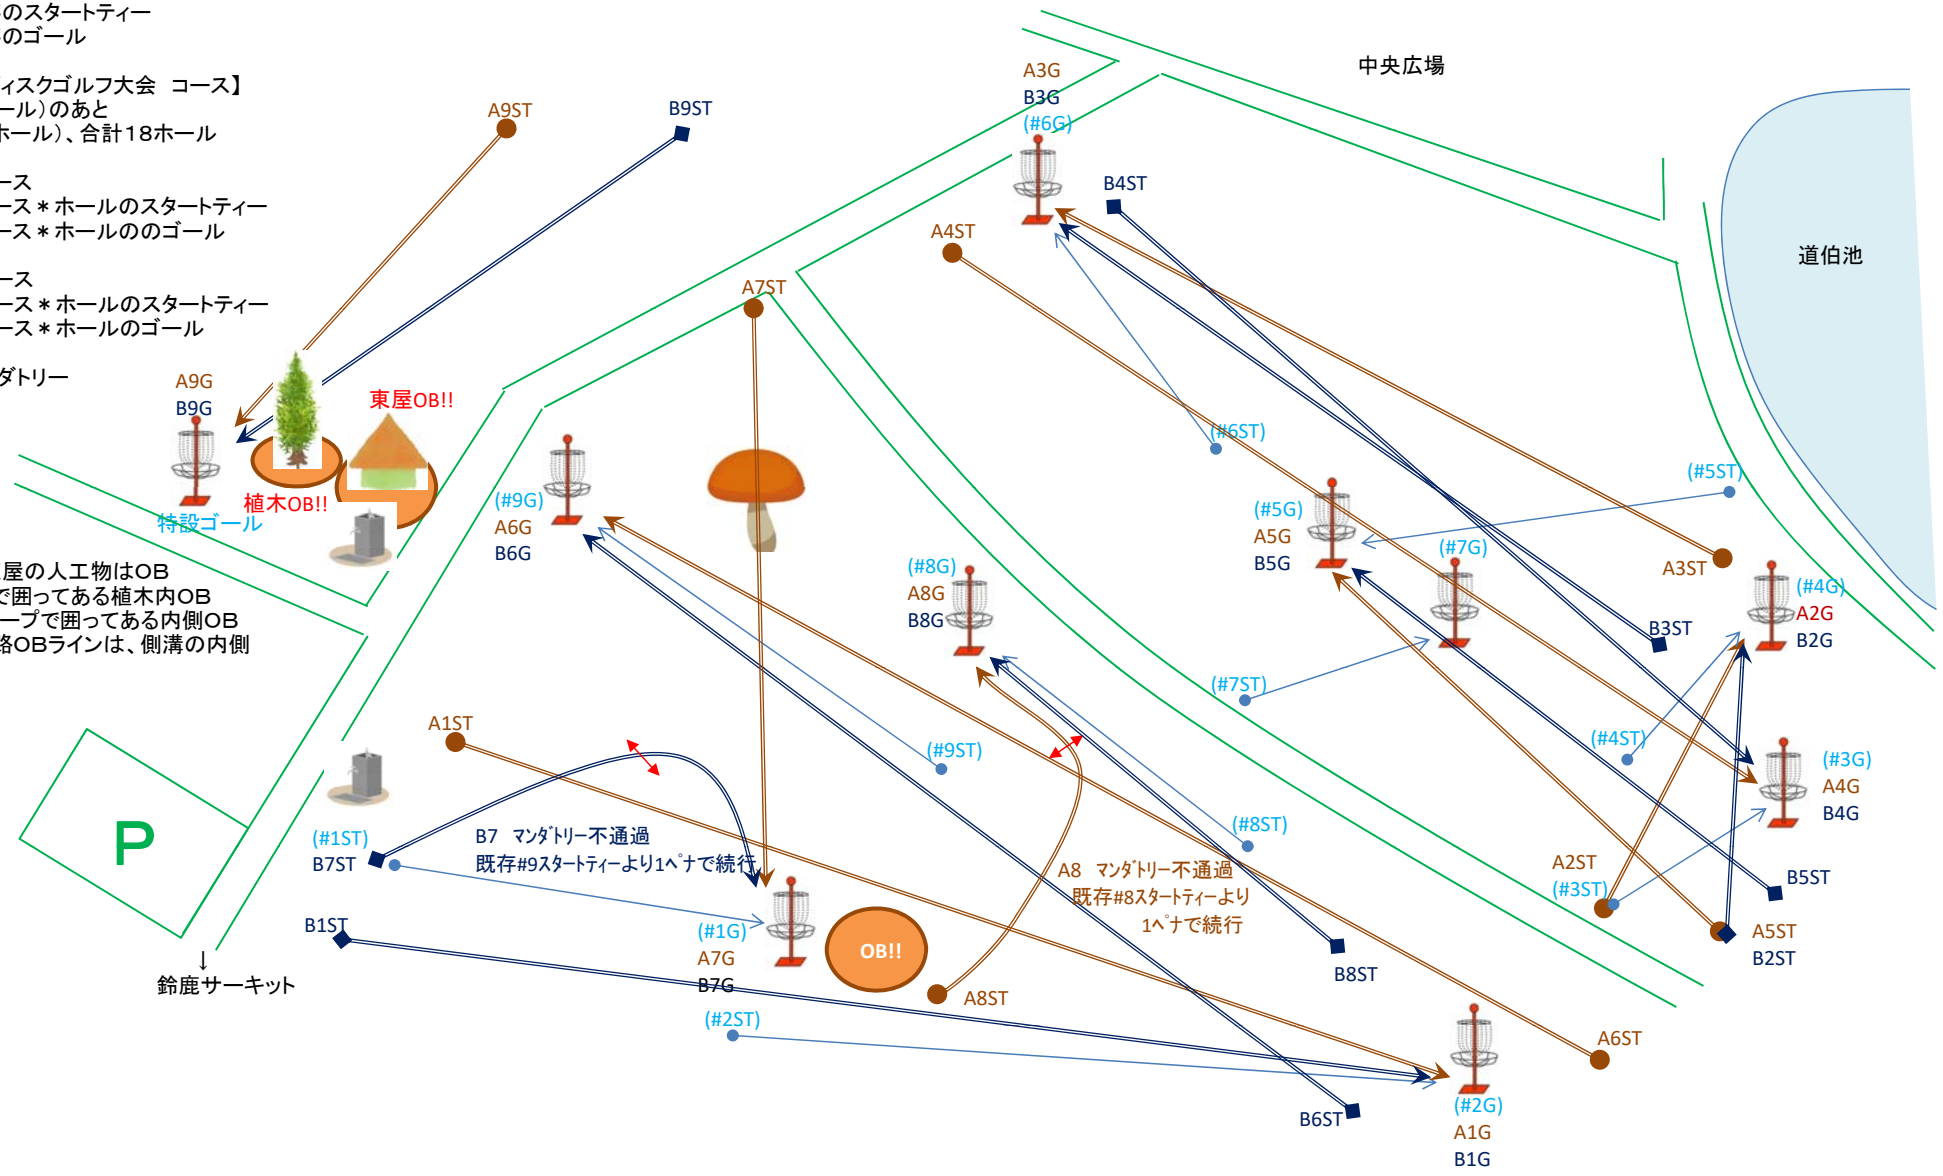 のスタートティー
のゴール
ィスクゴルフ大会　コース】
ール)のあと
ホール)、合計18ホール
ース
ース＊ホールのスタートティー
ース＊ホールののゴール
ース
ース＊ホールのスタートティー
ース＊ホールのゴール
ダトリー
屋の人工物はOB
で囲ってある植木内OB
ープで囲ってある内側OB
路OBラインは、側溝の内側
A9ST
B9ST
A3G
B3G
(#6G)
中央広場
道伯池
B4ST
A4ST
A7ST
A9G
B9G
特設ゴール
植木OB!!
東屋OB!!
(#9G)
A6G
B6G
(#8G)
A8G
B8G
(#6ST)
(#5G)
A5G
B5G
(#7G)
(#5ST)
A3ST
(#4G)
A2G
B2G
B3ST
(#7ST)
(#4ST)
(#3G)
A4G
B4G
A1ST
(#9ST)
(#8ST)
P
(#1ST)
B7ST
B7　マンダトリー不通過
既存#9スタートティーより1ペナで続行
A8　マンダトリー不通過
既存#8スタートティーより
1ペナで続行
A2ST
(#3ST)
B5ST
A5ST
B2ST
B1ST
(#1G)
A7G
B7G
OB!!
A8ST
B8ST
↓
鈴鹿サーキット
(#2ST)
A6ST
B6ST
(#2G)
A1G
B1G